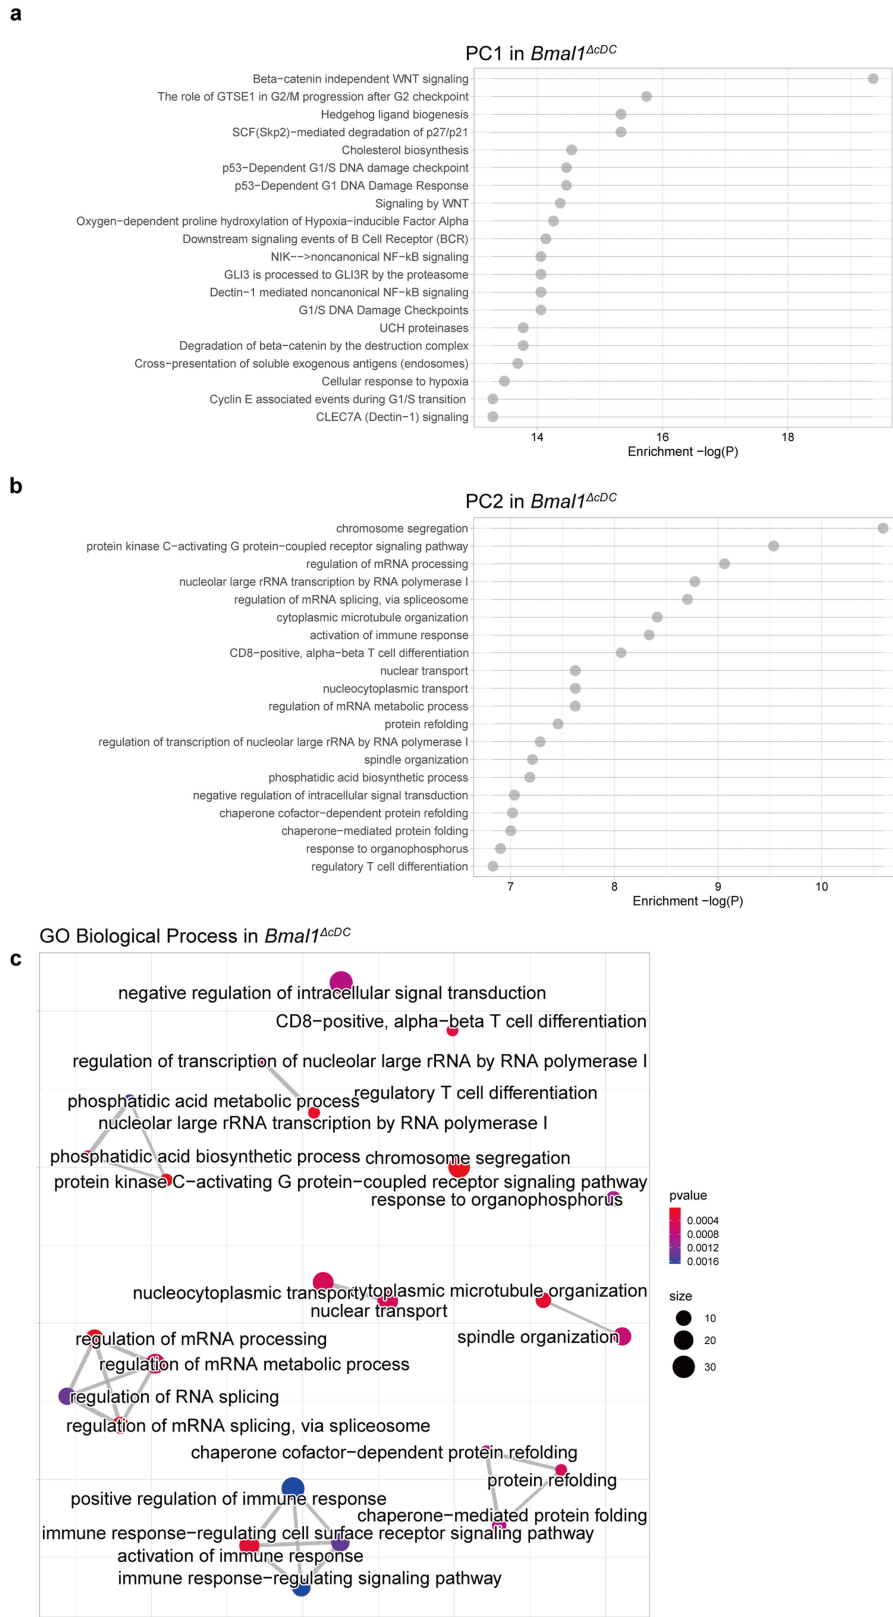 a
PC1 in Bmal1ΔcDC
Beta−catenin independent WNT signaling
The role of GTSE1 in G2/M progression after G2 checkpoint
Hedgehog ligand biogenesis
SCF(Skp2)−mediated degradation of p27/p21
Cholesterol biosynthesis
p53−Dependent G1/S DNA damage checkpoint
p53−Dependent G1 DNA Damage Response
Signaling by WNT
Oxygen−dependent proline hydroxylation of Hypoxia−inducible Factor Alpha
Downstream signaling events of B Cell Receptor (BCR)
NIK−−>noncanonical NF−kB signaling
GLI3 is processed to GLI3R by the proteasome
Dectin−1 mediated noncanonical NF−kB signaling
G1/S DNA Damage Checkpoints
UCH proteinases
Degradation of beta−catenin by the destruction complex
Cross−presentation of soluble exogenous antigens (endosomes)
Cellular response to hypoxia
Cyclin E associated events during G1/S transition
CLEC7A (Dectin−1) signaling
14 16 18
Enrichment −log(P)
b
PC2 in Bmal1ΔcDC
chromosome segregation
protein kinase C−activating G protein−coupled receptor signaling pathway
regulation of mRNA processing
nucleolar large rRNA transcription by RNA polymerase I
regulation of mRNA splicing, via spliceosome
cytoplasmic microtubule organization
activation of immune response
CD8−positive, alpha−beta T cell differentiation
nuclear transport
nucleocytoplasmic transport
regulation of mRNA metabolic process
protein refolding
regulation of transcription of nucleolar large rRNA by RNA polymerase I
spindle organization
phosphatidic acid biosynthetic process
negative regulation of intracellular signal transduction
chaperone cofactor−dependent protein refolding
chaperone−mediated protein folding
response to organophosphorus
regulatory T cell differentiation
7 8 9 10
Enrichment −log(P)
GO Biological Process in Bmal1ΔcDC
c
negative regulation of intracellular signal transduction
CD8−positive, alpha−beta T cell differentiation
regulation of transcription of nucleolar large rRNA by RNA polymerase I
regulatory T cell differentiation
phosphatidic acid metabolic process
nucleolar large rRNA transcription by RNA polymerase I
phosphatidic acid biosynthetic process
chromosome segregation
protein kinase C−activating G protein−coupled receptor signaling pathway
response to organophosphorus
nucleocytoplasmic transport
cytoplasmic microtubule organization
nuclear transport
regulation of mRNA processing
spindle organization
regulation of mRNA metabolic process
regulation of RNA splicing
regulation of mRNA splicing, via spliceosome
chaperone cofactor−dependent protein refolding
protein refolding
positive regulation of immune response
chaperone−mediated protein folding
immune response−regulating cell surface receptor signaling pathway
activation of immune response
immune response−regulating signaling pathway
pvalue
0.0004
0.0008
0.0012
0.0016
size
10
20
30